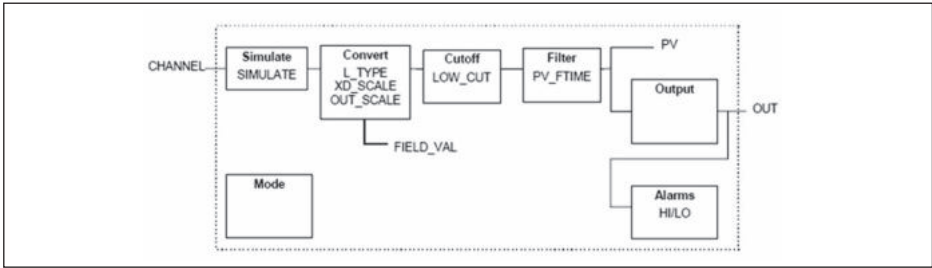 CHANNEL
Simulate
SIMULATE
Convert
L_TYPE
XD_SCALE
OUT_SCALE
Cutoff
LOW_CUT
Filter
PV_FTIME
PV
Output
OUT
FIELD_VAL
Mode
Alarms
HI/LO